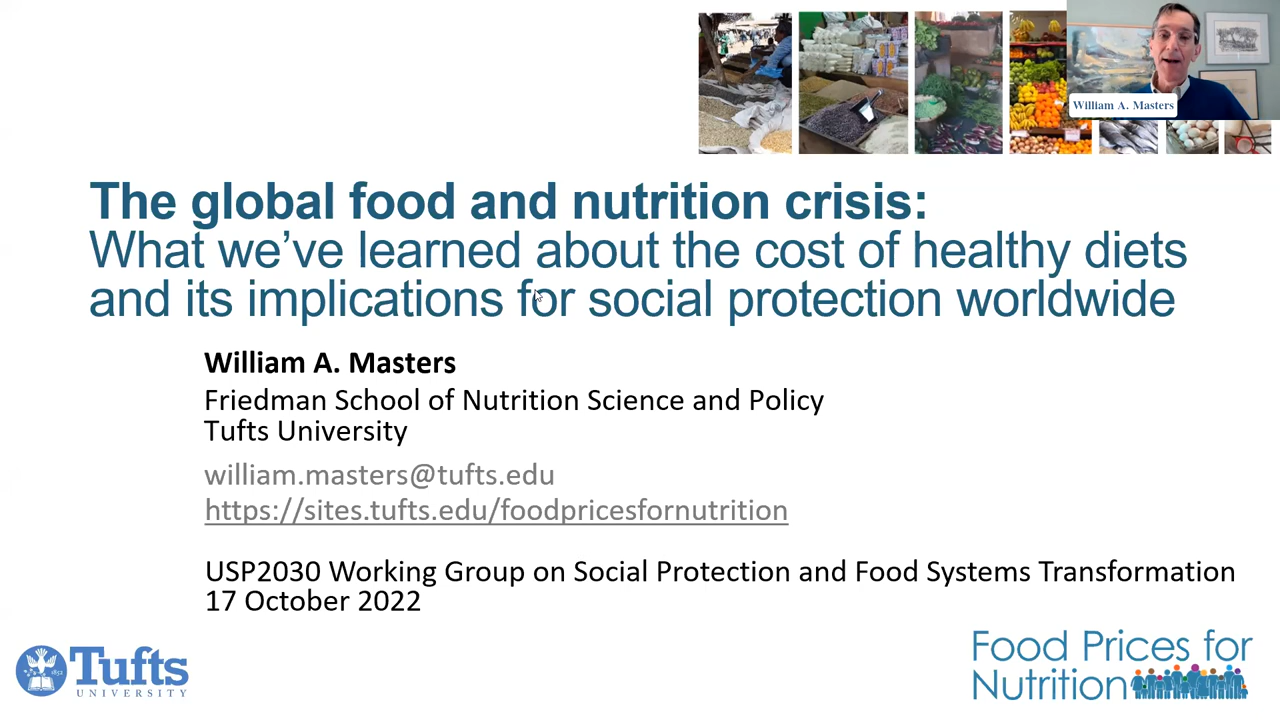 William A. Masters
The global food and nutrition crisis:
What we've learned about the cost of healthy diets
and its implications for social protection worldwide
William A. Masters
Friedman School of Nutrition Science and Policy
Tufts University
william.masters@tufts.edu
https://sites.tufts.edu/foodpricesfornutrition
USP2030 Working Group on Social Protection and Food Systems Transformation
17 October 2022
Tufts
UNIVERSITY
Food Prices for
Nutrition